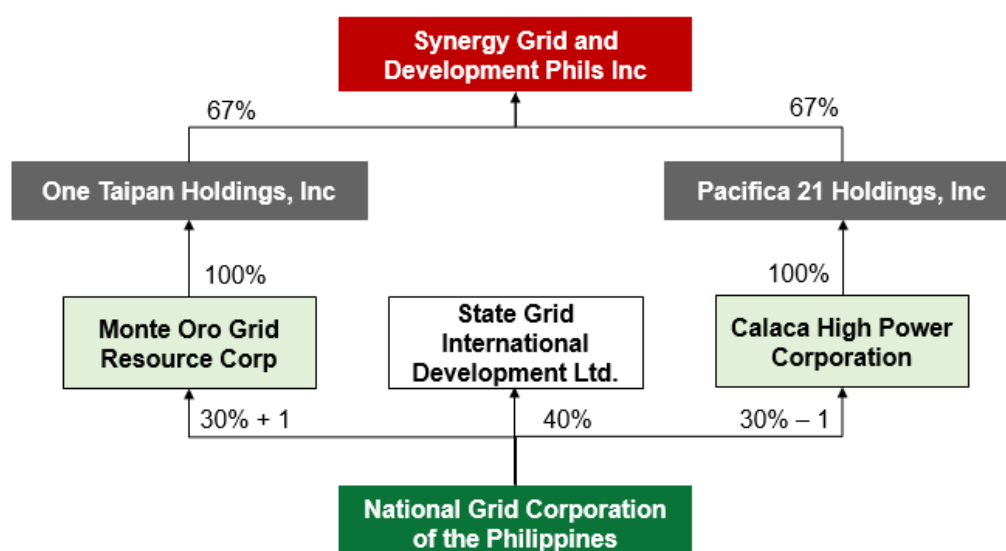 Synergy Grid and
Development Phils Inc
67%
67%
One Taipan Holdings, Inc
Pacifica 21 Holdings, Inc
100%
100%
Monte Oro Grid
Resource Corp
State Grid
International
Development Ltd.
Calaca High Power
Corporation
30% + 1
40%
30% – 1
National Grid Corporation
of the Philippines